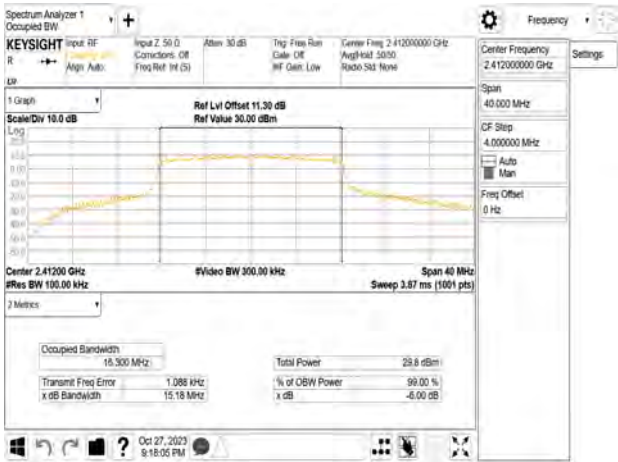 Spectrum Analyzer 1
Occupied BW
+
Frequency
KEYSIGHT Input: RF Input Z: 50 Ω Atten: 30 dB Trig: Free Run Center Freq: 2.412000000 GHz
R Corrections: Off Gate: Off Avg|Hold: 50/50
Align: Auto Freq Ref: Int (S) #IF Gain: Low Radio Std: None
Center Frequency
2.412000000 GHz
Settings
Span
40.000 MHz
CF Step
4.000000 MHz
Auto
Man
Freq Offset
0 Hz
1 Graph
Scale/Div 10.0 dB
Ref Lvl Offset 11.30 dB
Ref Value 30.00 dBm
Log
Center 2.41200 GHz
#Res BW 100.00 kHz
#Video BW 300.00 kHz
Span 40 MHz
Sweep 3.87 ms (1001 pts)
2 Metrics
Occupied Bandwidth
16.300 MHz
Total Power 29.8 dBm
Transmit Freq Error 1.088 kHz
% of OBW Power 99.00 %
x dB Bandwidth 15.18 MHz
x dB -6.00 dB
?
Oct 27, 2023
9:18:05 PM